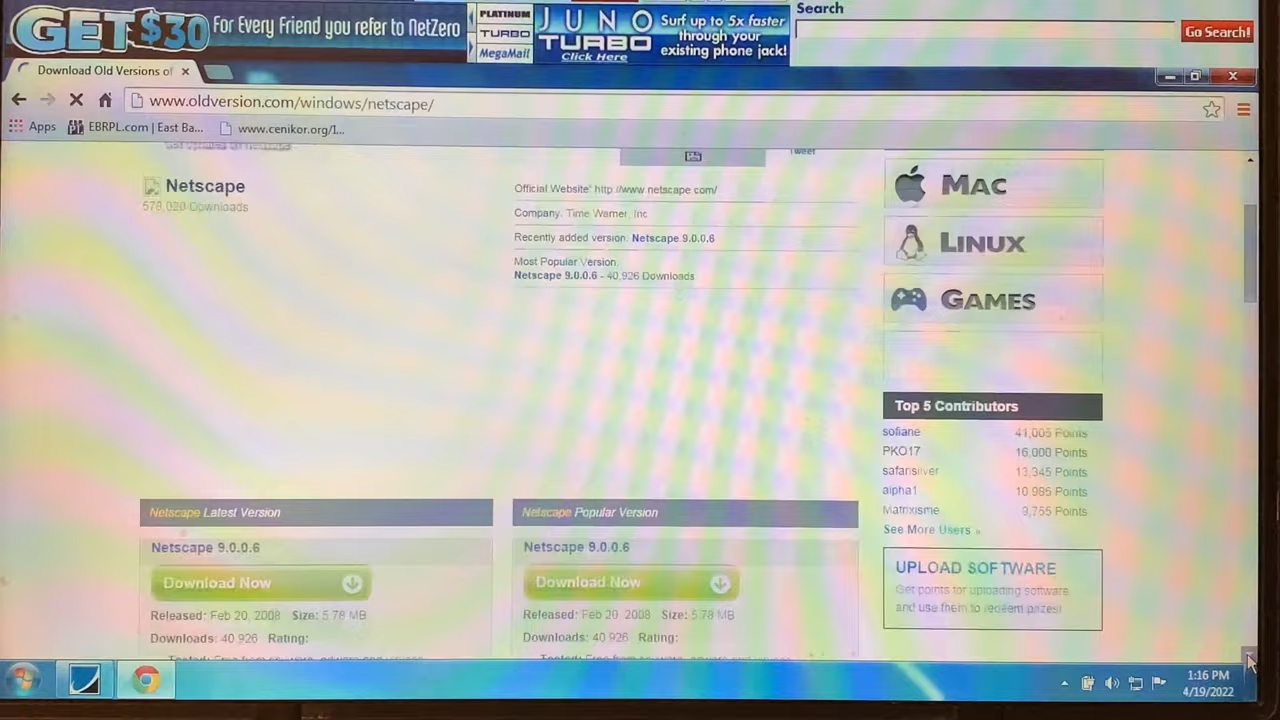 GET $30 For Every Friend you refer to NetZero
PLATINUM
TURBO
MegaMail
JUNO
TURBO
Click Here
Surf up to 5x faster
through your
existing phone jack!
Search
Go Search!
Download Old Versions of
www.oldversion.com/windows/netscape/
Apps
EBRPL.com | East Ba...
www.cenikor.org/1...
Tweet
Netscape
578,020 Downloads
Official Website: http://www.netscape.com/
Company: Time Warner, Inc
Recently added version: Netscape 9.0.0.6
Most Popular Version:
Netscape 9.0.0.6 - 40,926 Downloads
MAC
LINUX
GAMES
Top 5 Contributors
sofiane 41,005 Points
PKO17 16,000 Points
safarisilver 13,345 Points
alpha1 10,985 Points
Matrixisme 9,755 Points
See More Users »
UPLOAD SOFTWARE
Get points for uploading software
and use them to redeem prizes!
Netscape Latest Version
Netscape 9.0.0.6
Download Now
Released: Feb 20, 2008 Size: 5.78 MB
Downloads: 40,926 Rating:
Netscape Popular Version
Netscape 9.0.0.6
Download Now
Released: Feb 20, 2008 Size: 5.78 MB
Downloads: 40,926 Rating:
1:16 PM
4/19/2022